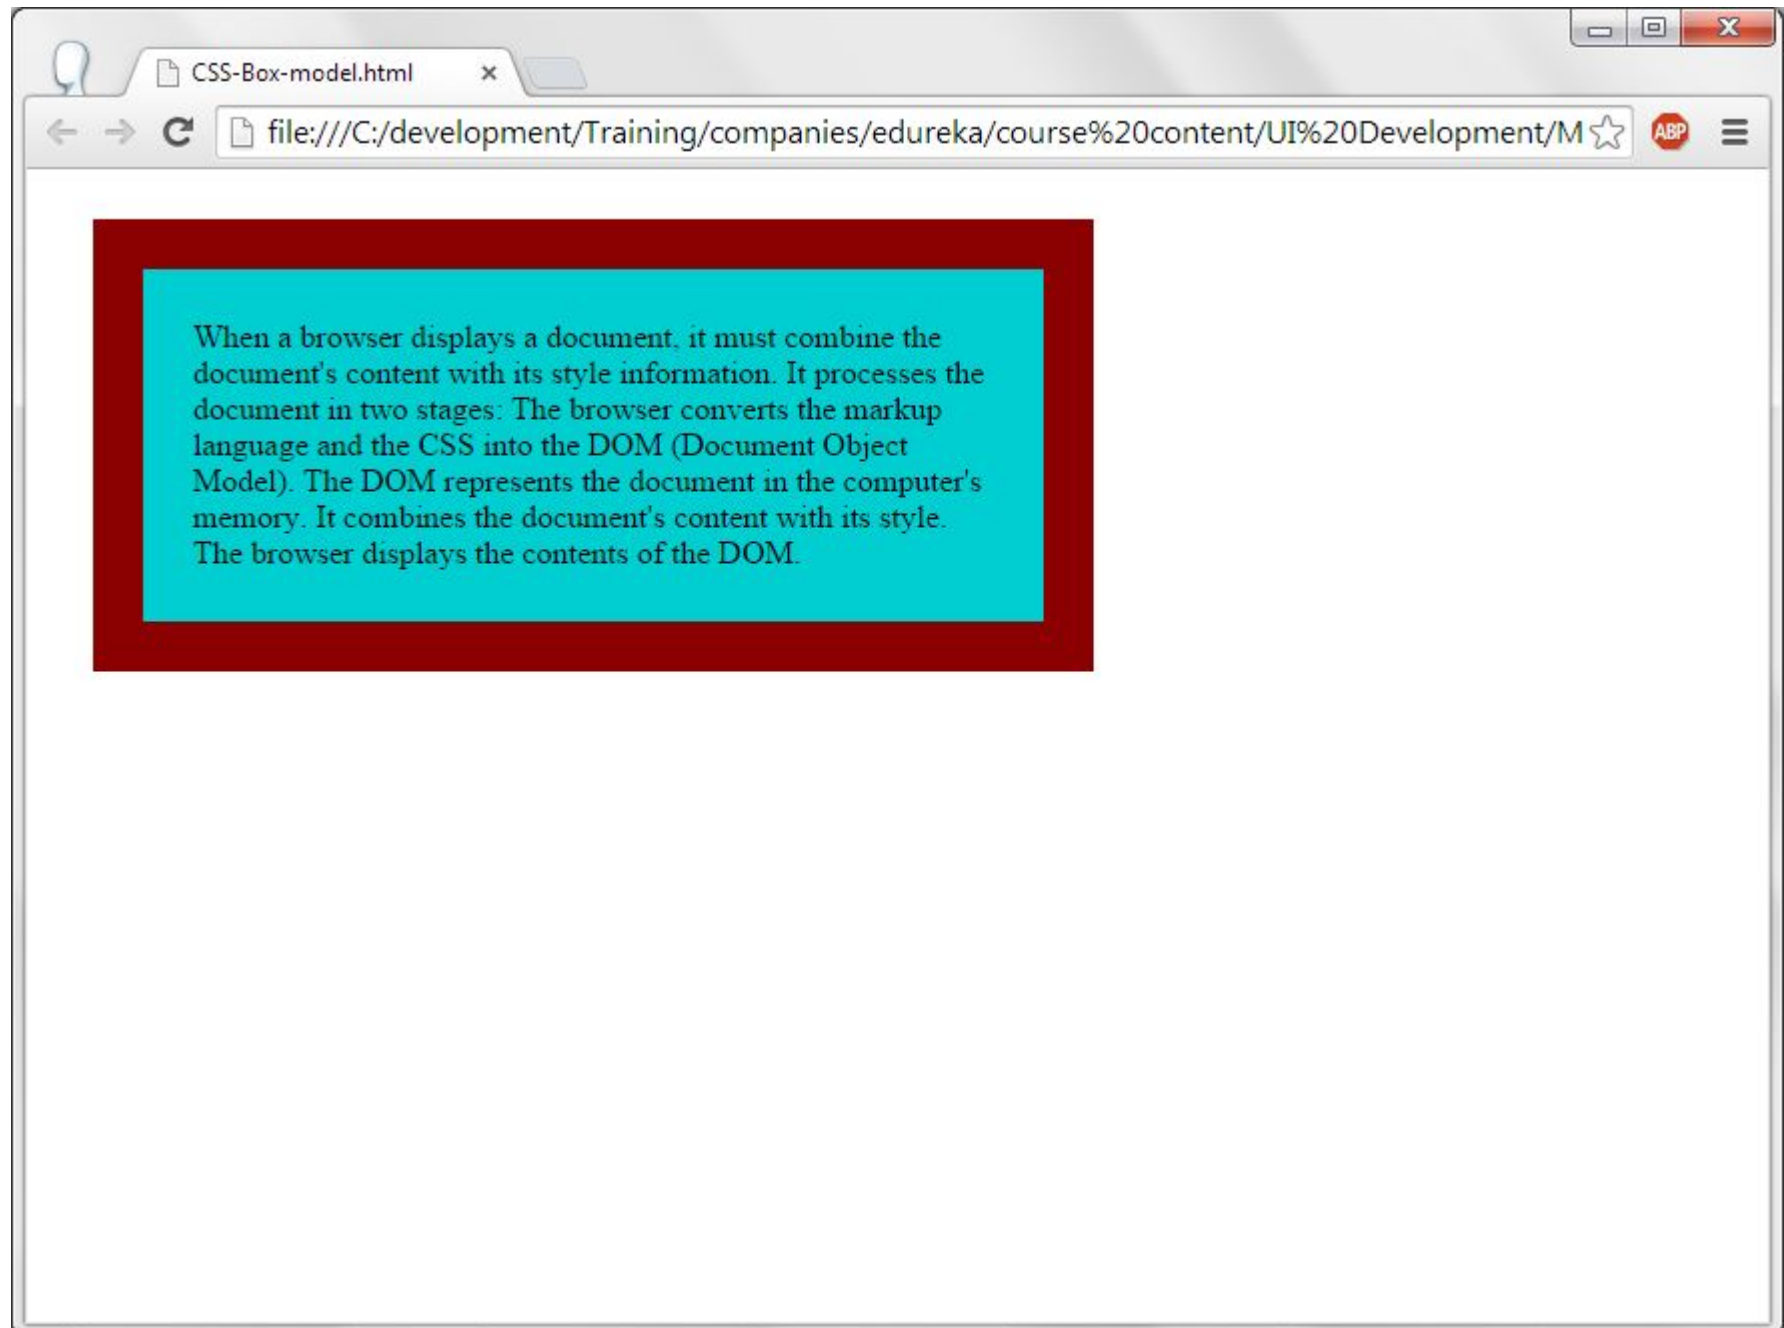 CSS-Box-model.html
file:///C:/development/Training/companies/edureka/course%20content/UI%20Development/M
ABP
When a browser displays a document, it must combine the
document's content with its style information. It processes the
document in two stages: The browser converts the markup
language and the CSS into the DOM (Document Object
Model). The DOM represents the document in the computer's
memory. It combines the document's content with its style.
The browser displays the contents of the DOM.